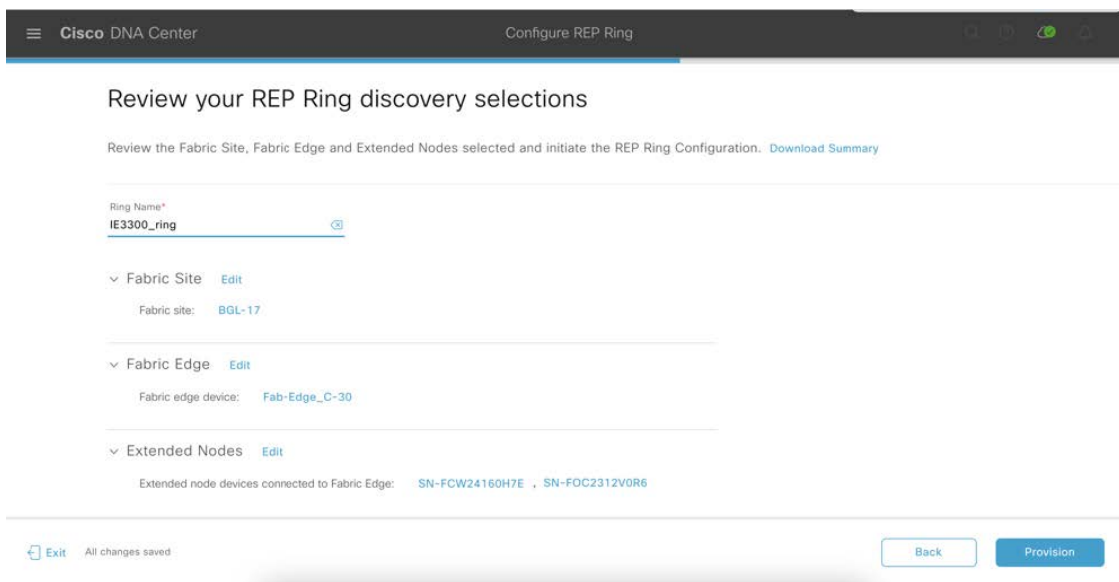 Cisco DNA Center
Configure REP Ring
Review your REP Ring discovery selections
Review the Fabric Site, Fabric Edge and Extended Nodes selected and initiate the REP Ring Configuration. Download Summary
Ring Name*
IE3300_ring
Fabric Site Edit
Fabric site: BGL-17
Fabric Edge Edit
Fabric edge device: Fab-Edge_C-30
Extended Nodes Edit
Extended node devices connected to Fabric Edge: SN-FCW24160H7E , SN-FOC2312V0R6
Exit All changes saved Back Provision